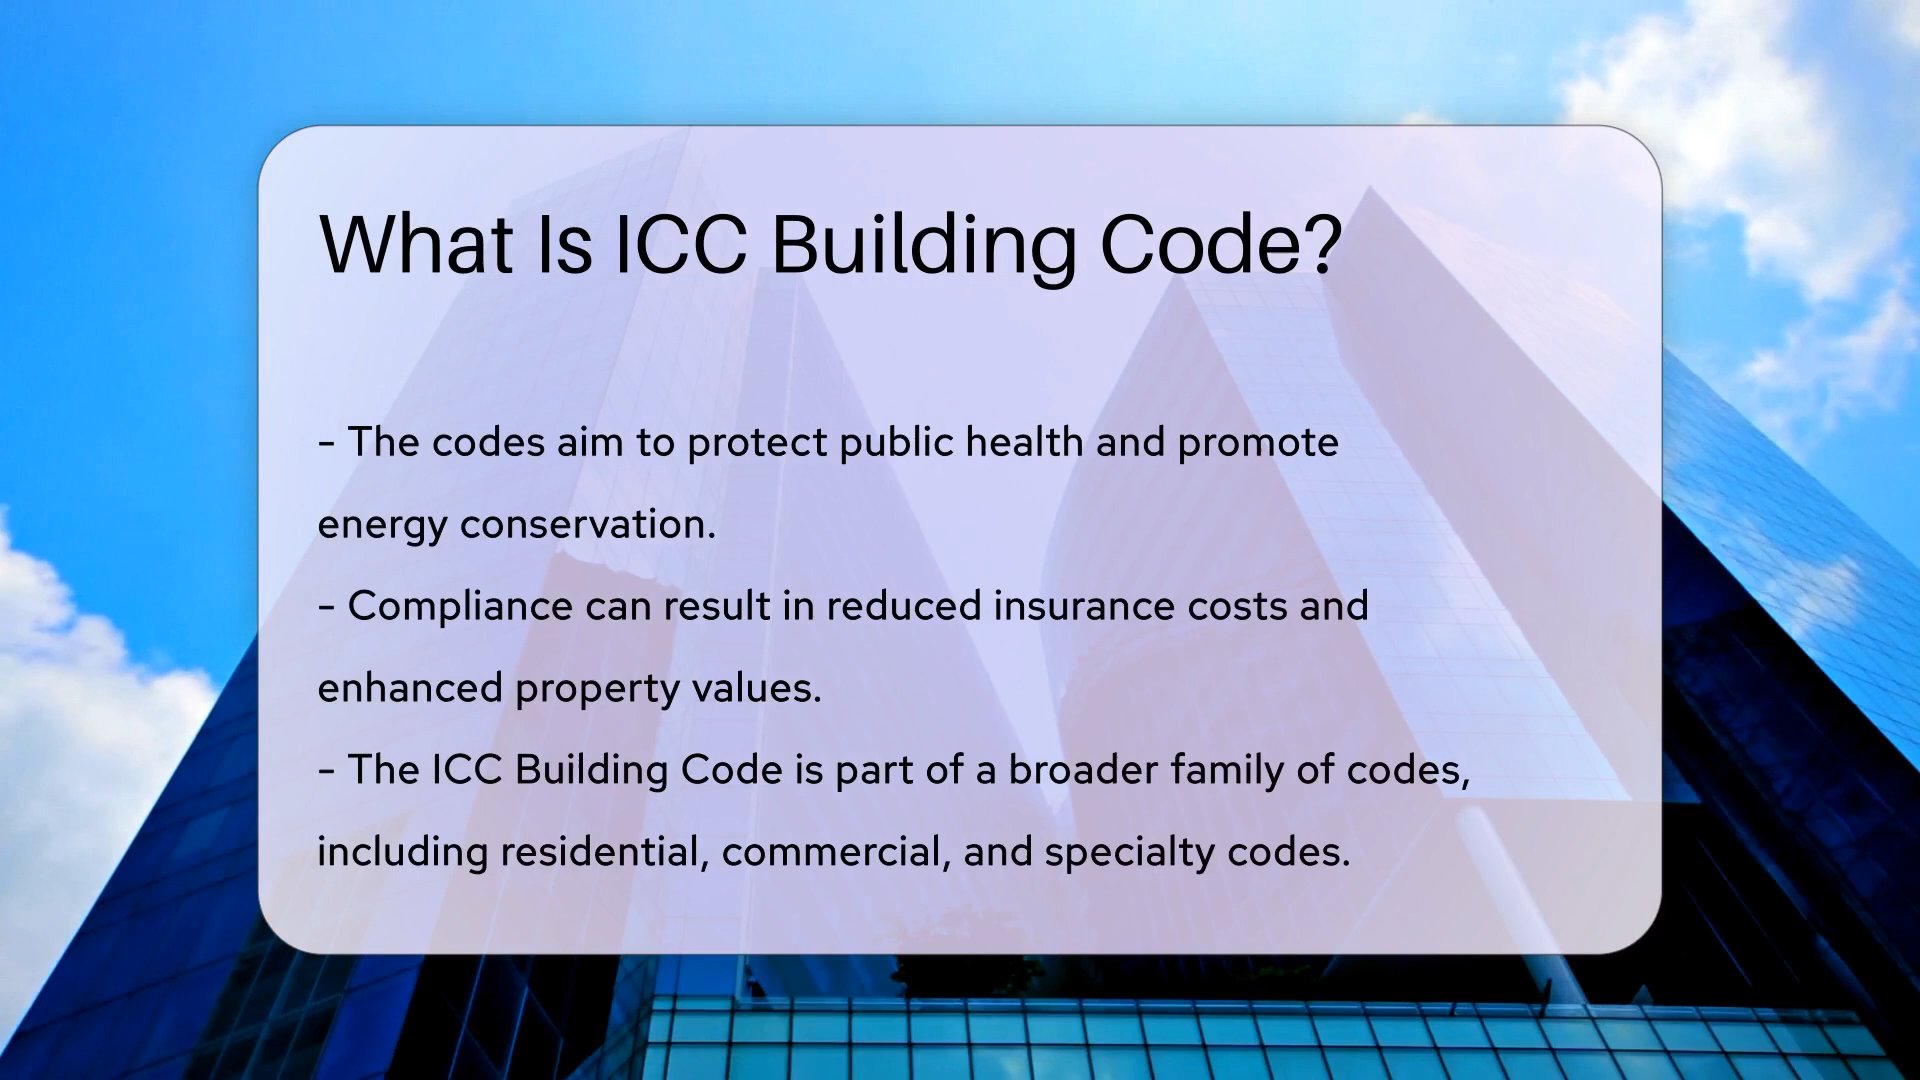 What Is ICC Building Code?
- The codes aim to protect public health and promote
energy conservation.
- Compliance can result in reduced insurance costs and
enhanced property values.
- The ICC Building Code is part of a broader family of codes,
including residential, commercial, and specialty codes.